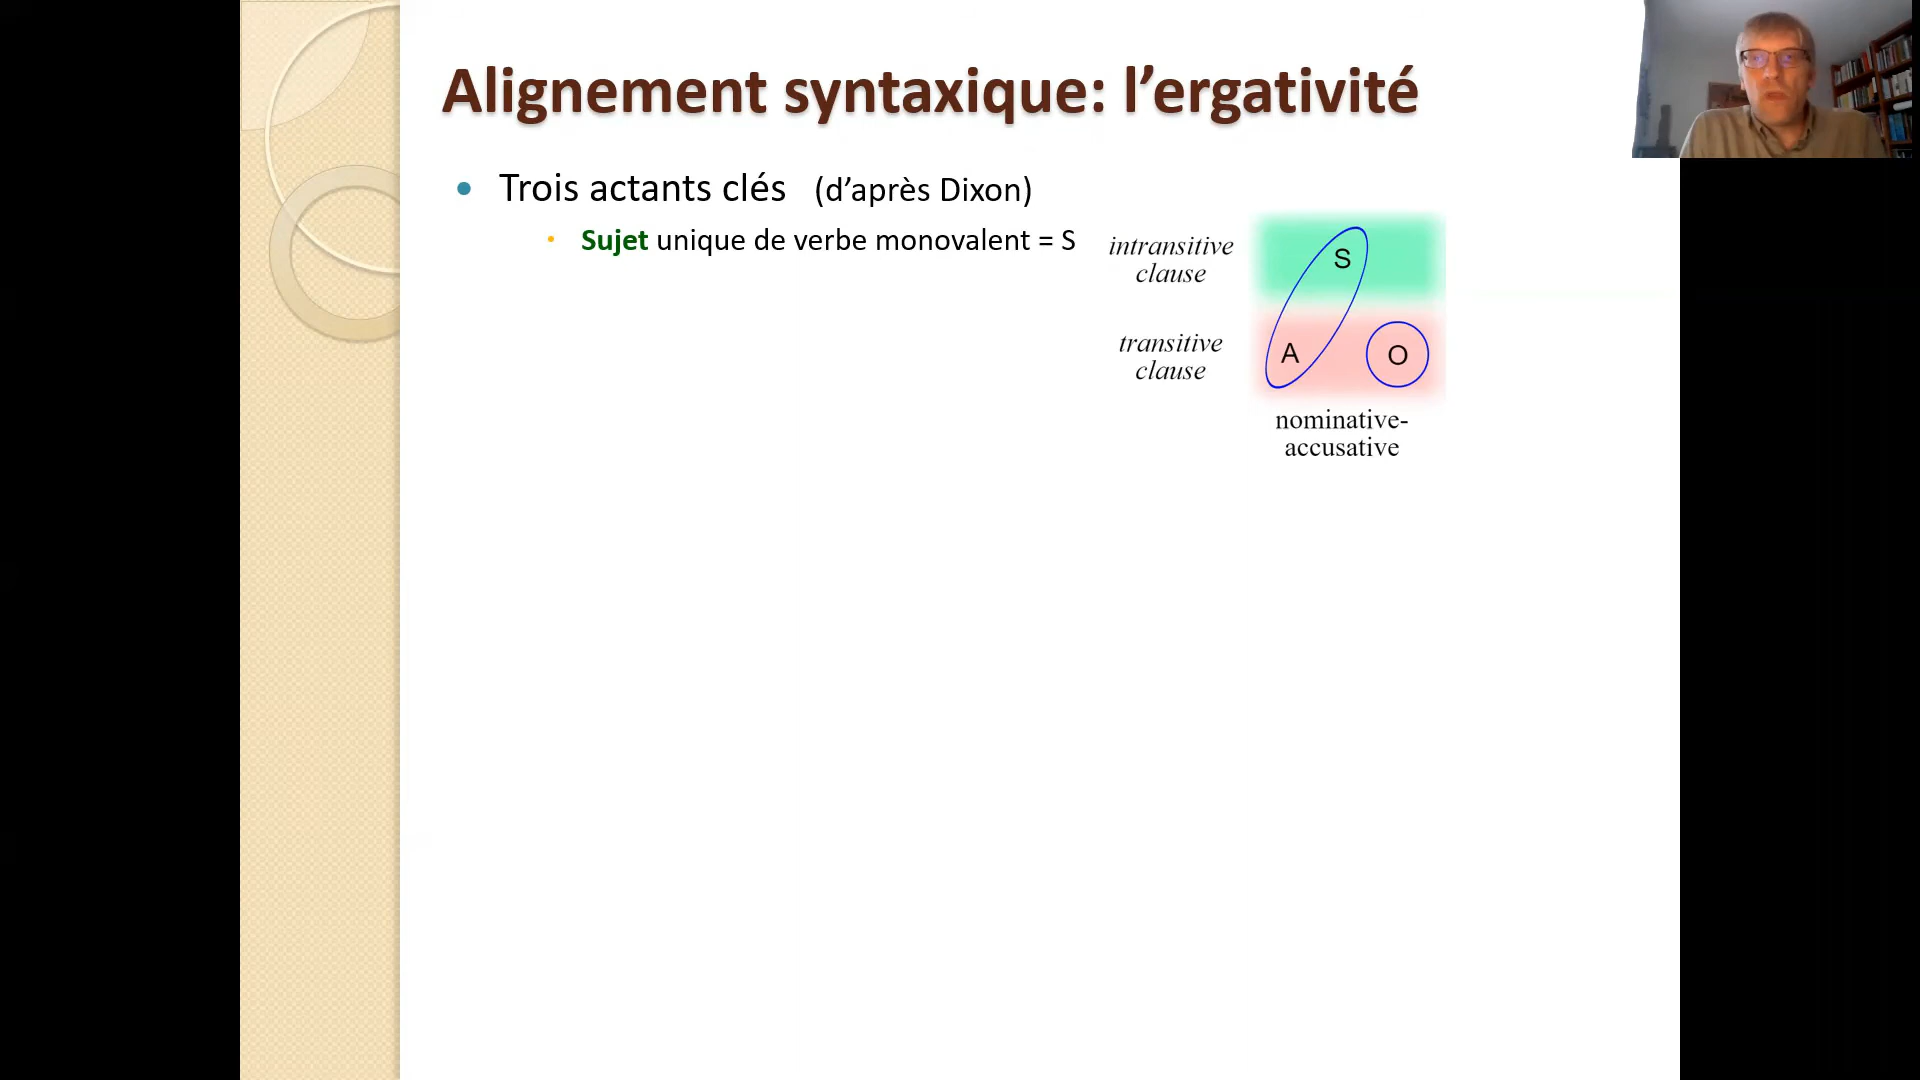 Alignement syntaxique: l’ergativité
• Trois actants clés (d’après Dixon)
• Sujet unique de verbe monovalent = S
intransitive
clause
S
transitive
clause
A O
nominative-
accusative